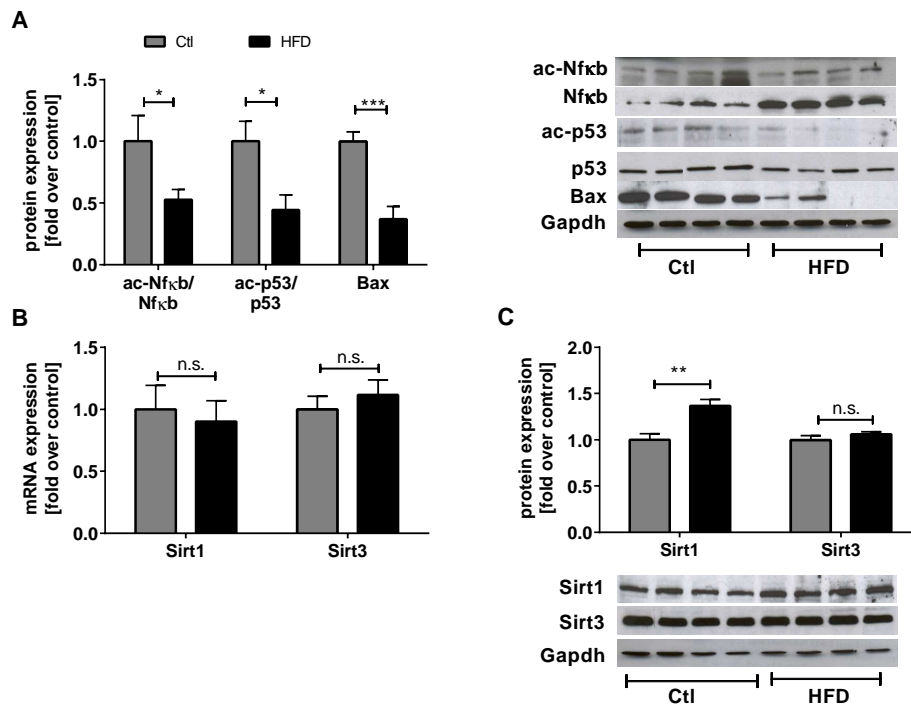 A
Ctl
HFD
protein expression
[fold over control]
1.5
1.0
0.5
0.0
*
*
***
ac-Nfκb/
Nfκb
ac-p53/
p53
Bax
ac-Nfκb
Nfκb
ac-p53
p53
Bax
Gapdh
Ctl
HFD
B
mRNA expression
[fold over control]
1.5
1.0
0.5
0.0
n.s.
n.s.
Sirt1
Sirt3
C
protein expression
[fold over control]
2.0
1.5
1.0
0.5
0.0
**
n.s.
Sirt1
Sirt3
Sirt1
Sirt3
Gapdh
Ctl
HFD